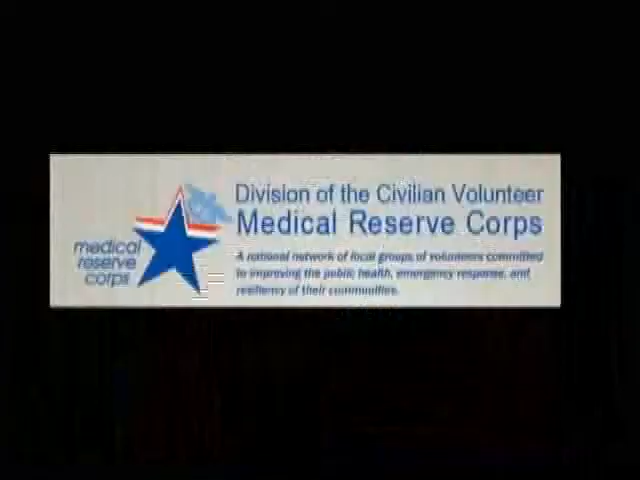 medical
reserve
corps
Division of the Civilian Volunteer
Medical Reserve Corps
A national network of local groups of volunteers committed
to improving the public health, emergency response, and
resiliency of their communities.